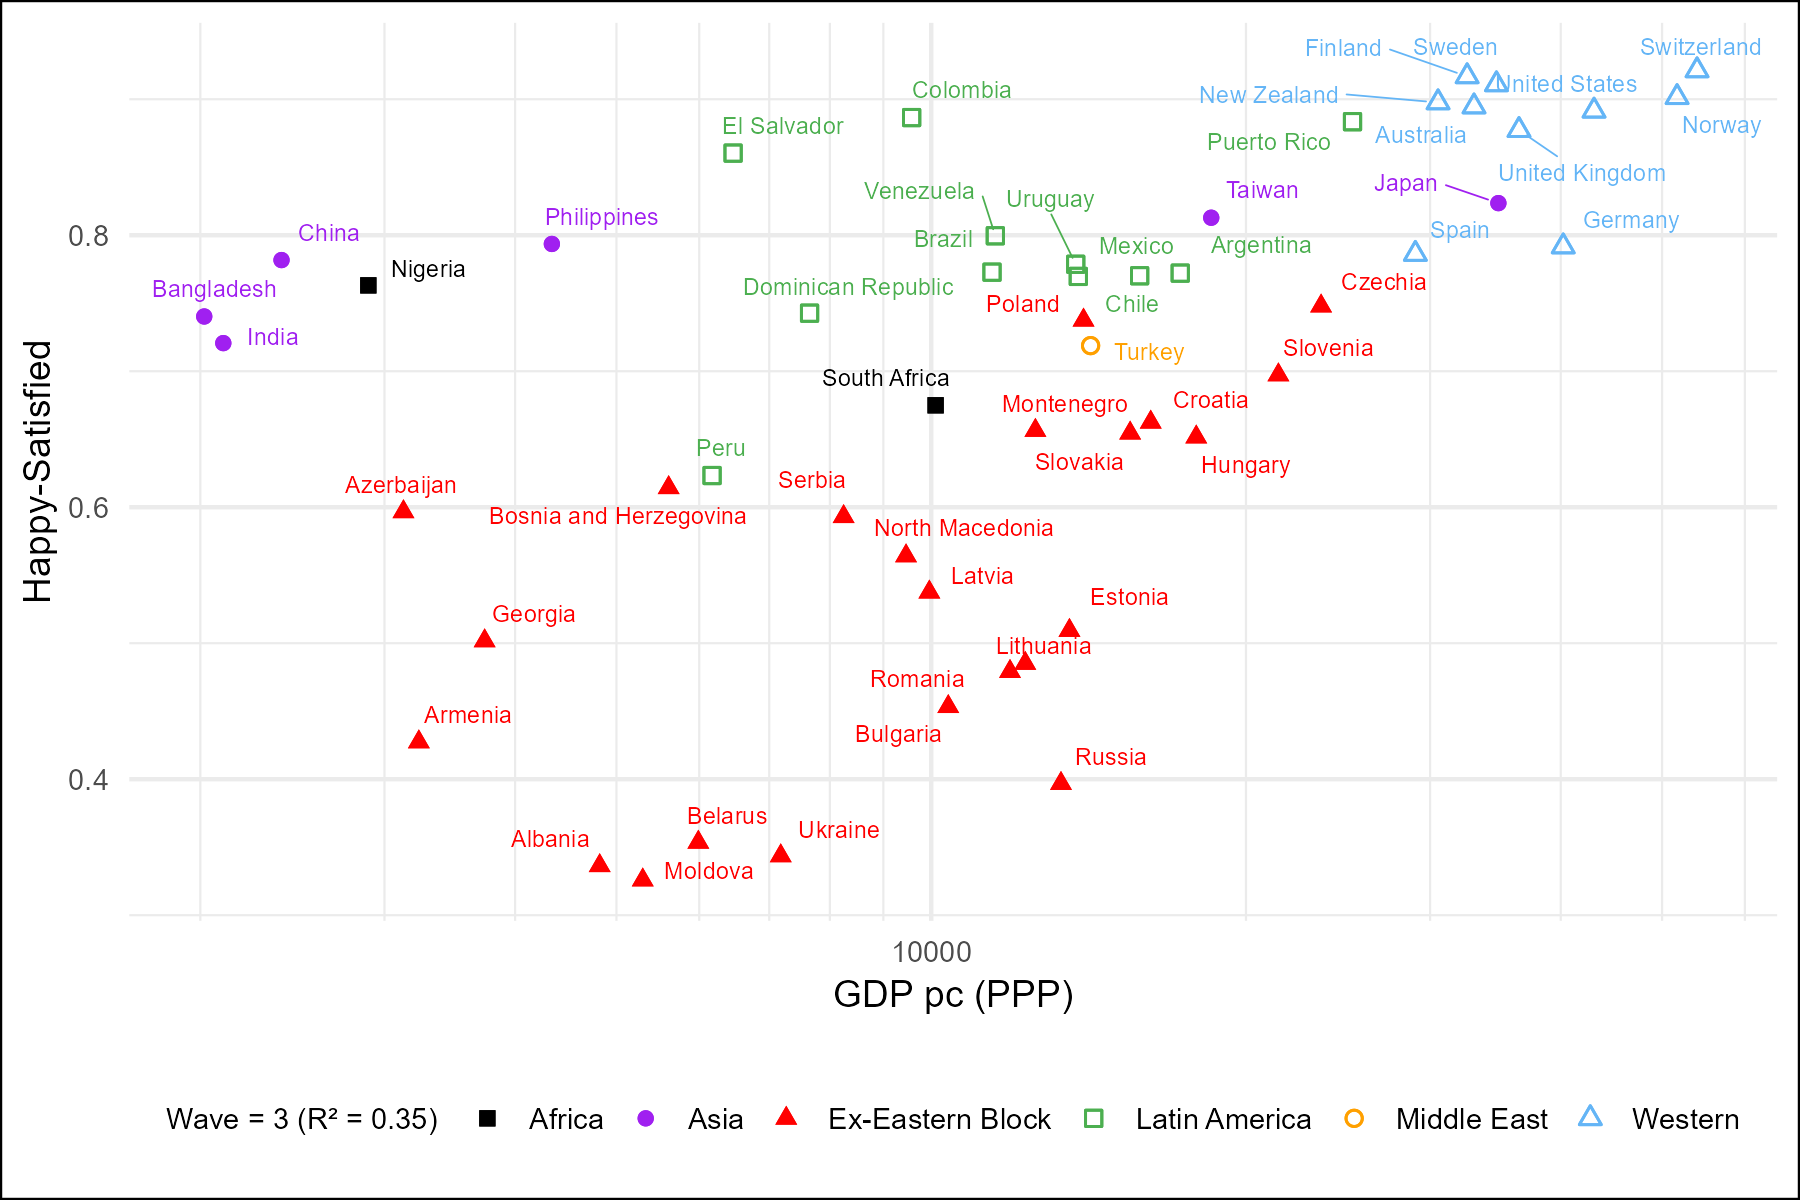 Finland
Sweden
Switzerland
Colombia
New Zealand
United States
El Salvador
Puerto Rico
Australia
Norway
Venezuela
Uruguay
Taiwan
Japan
United Kingdom
Philippines
China
Brazil
Mexico
Argentina
Spain
Germany
0.8
Nigeria
Bangladesh
Dominican Republic
Poland
Chile
Czechia
India
Turkey
Slovenia
South Africa
Montenegro
Croatia
Peru
Slovakia
Hungary
Azerbaijan
Serbia
0.6
Bosnia and Herzegovina
North Macedonia
Latvia
Estonia
Georgia
Lithuania
Romania
Armenia
Bulgaria
Russia
0.4
Belarus
Albania
Ukraine
Moldova
Happy-Satisfied
10000
GDP pc (PPP)
Wave = 3 (R² = 0.35) Africa Asia Ex-Eastern Block Latin America Middle East Western